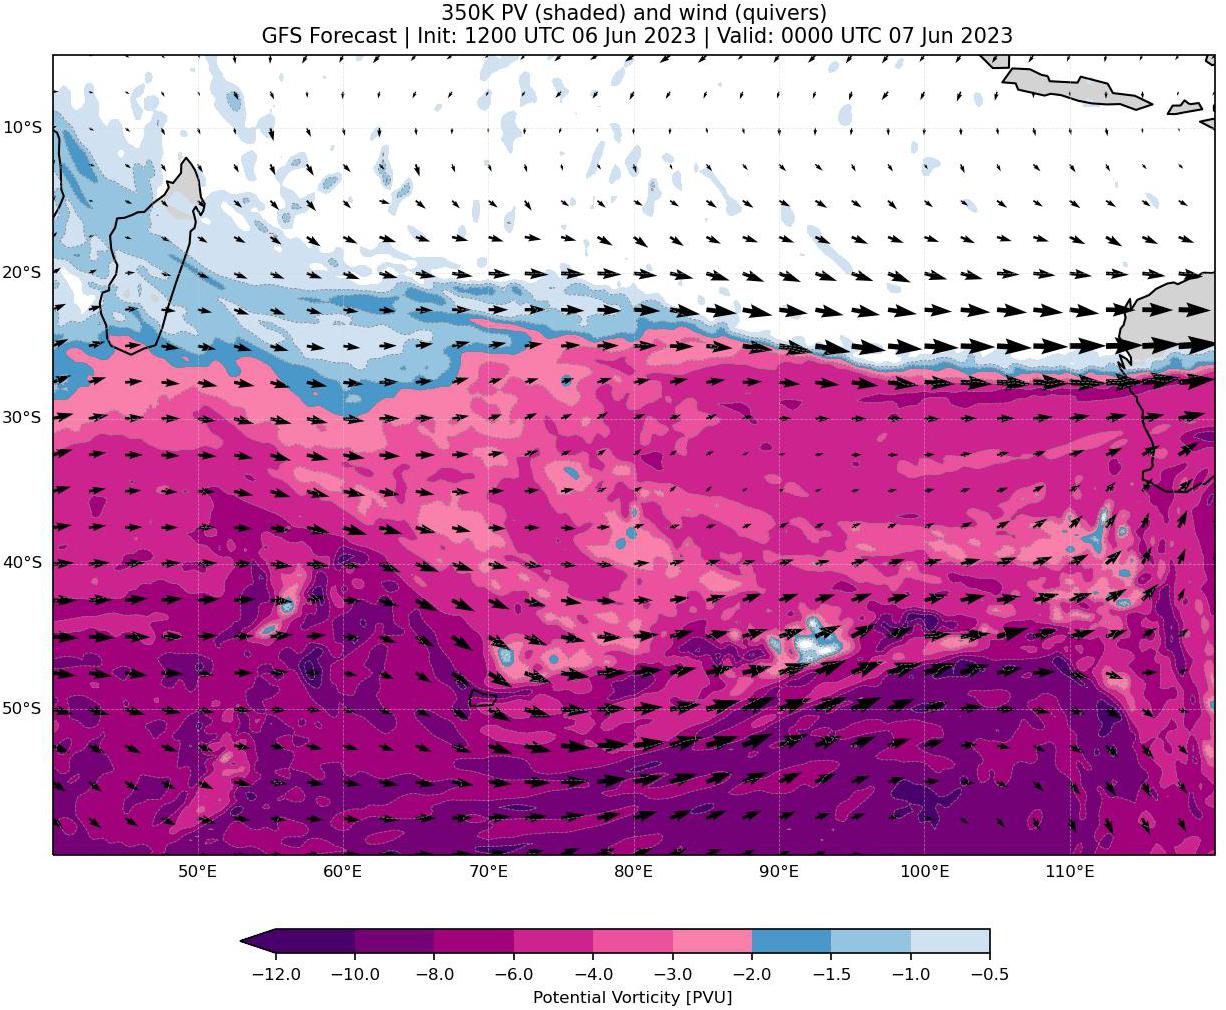 350K PV (shaded) and wind (quivers)
GFS Forecast | Init: 1200 UTC 06 Jun 2023 | Valid: 0000 UTC 07 Jun 2023
10°S
20°S
30°S
40°S
50°S
50°E 60°E 70°E 80°E 90°E 100°E 110°E
−12.0 −10.0 −8.0 −6.0 −4.0 −3.0 −2.0 −1.5 −1.0 −0.5
Potential Vorticity [PVU]